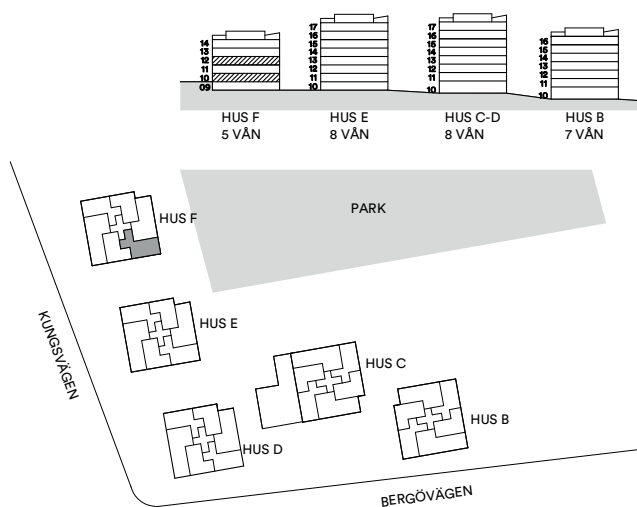 14
13
12
11
10
09
17
16
15
14
13
12
11
10
17
16
15
14
13
12
11
10
16
15
14
13
12
11
10
HUS F
5 VÅN
HUS E
8 VÅN
HUS C-D
8 VÅN
HUS B
7 VÅN
PARK
HUS F
HUS E
HUS C
HUS B
HUS D
KUNGSVÄGEN
BERGÖVÄGEN